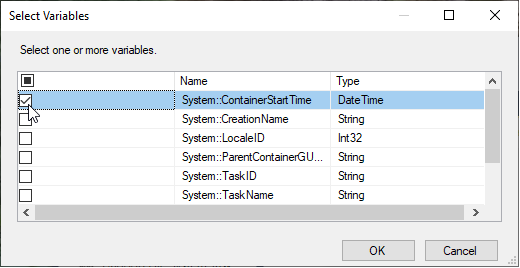 Select Variables
Select one or more variables.
Name Type
System::ContainerStartTime DateTime
System::CreationName String
System::LocaleID Int32
System::ParentContainerGU... String
System::TaskID String
System::TaskName String
OK Cancel